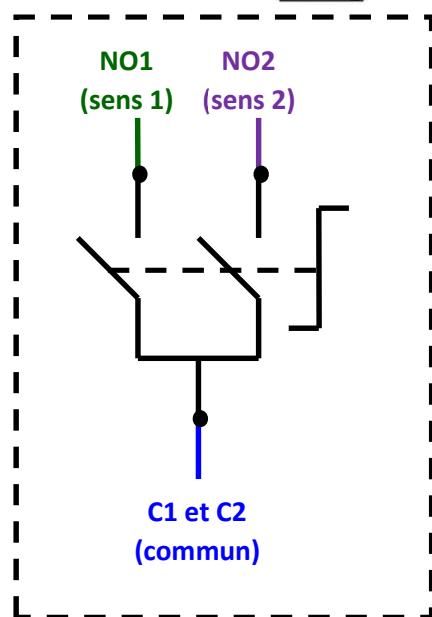 NO1
(sens 1)
NO2
(sens 2)
C1 et C2
(commun)